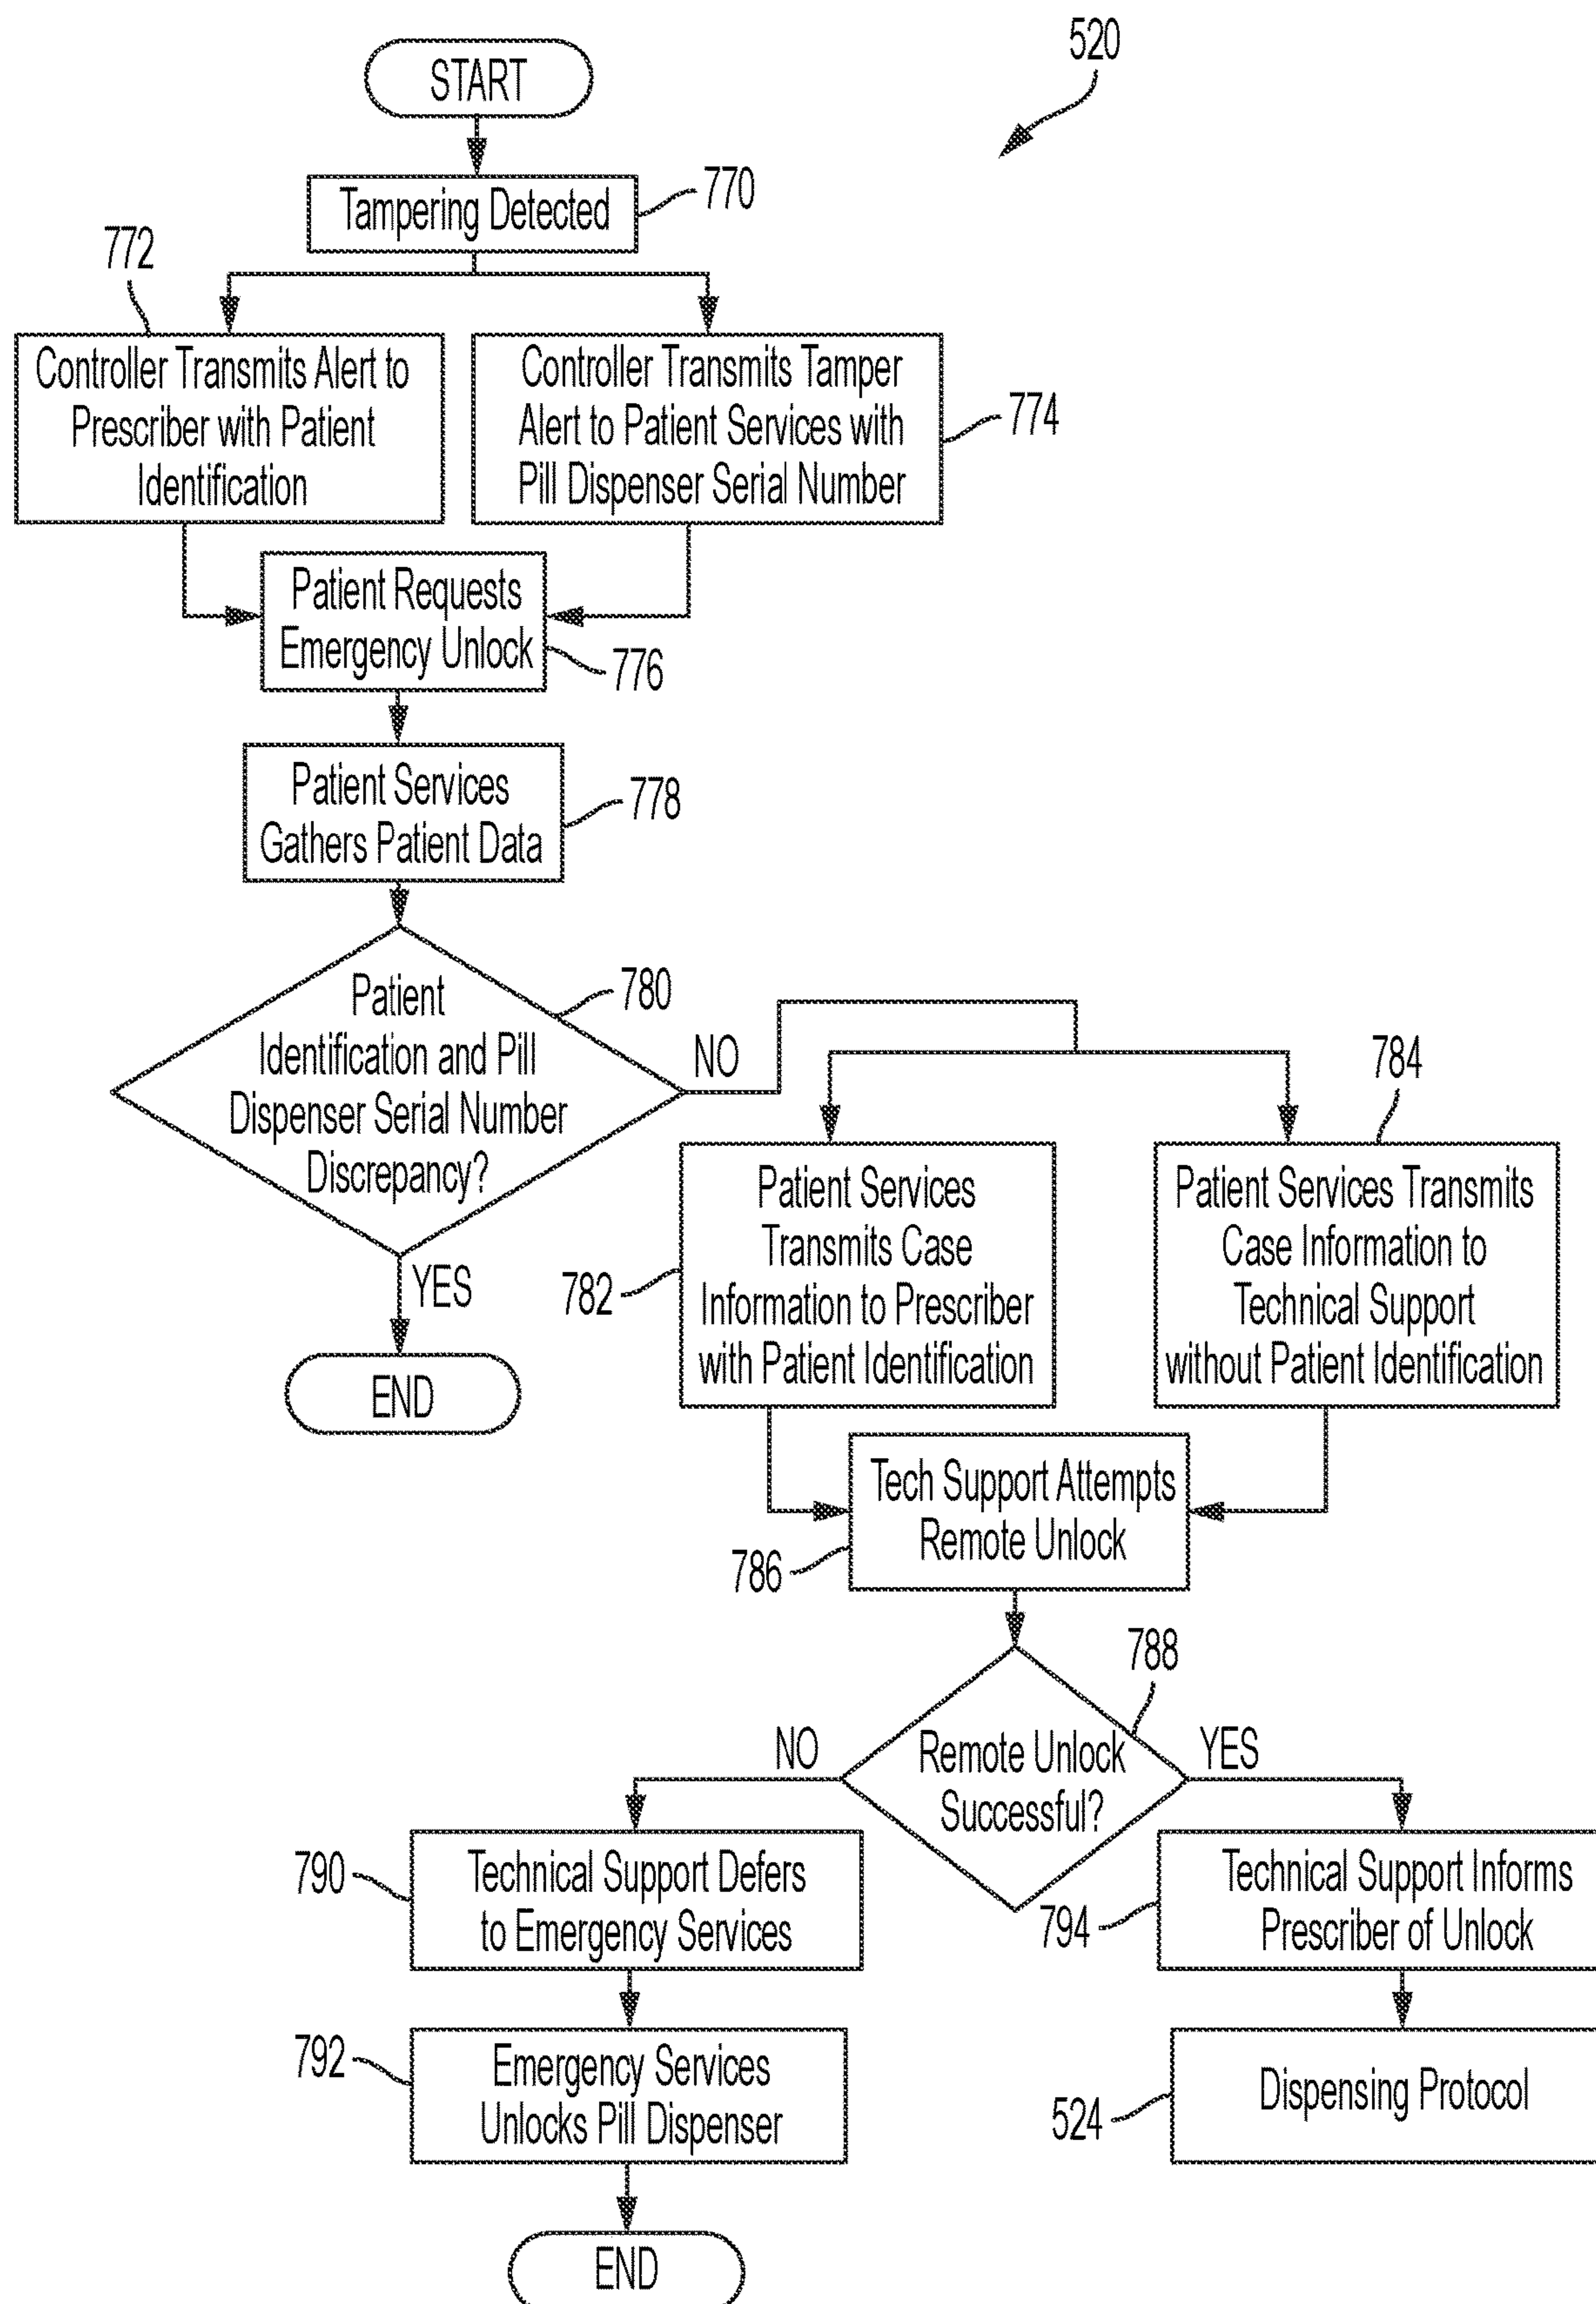 START
520
Tampering Detected
770
772
Controller Transmits Alert to
Prescriber with Patient
Identification
Controller Transmits Tamper
Alert to Patient Services with
Pill Dispenser Serial Number
774
Patient Requests
Emergency Unlock
776
Patient Services
Gathers Patient Data
778
Patient
Identification and Pill
Dispenser Serial Number
Discrepancy?
780
NO
YES
END
Patient Services
Transmits Case
Information to Prescriber
with Patient Identification
782
784
Patient Services Transmits
Case Information to
Technical Support
without Patient Identification
Tech Support Attempts
Remote Unlock
786
788
Remote Unlock
Successful?
NO
YES
790
Technical Support Defers
to Emergency Services
794
Technical Support Informs
Prescriber of Unlock
792
Emergency Services
Unlocks Pill Dispenser
524
Dispensing Protocol
END